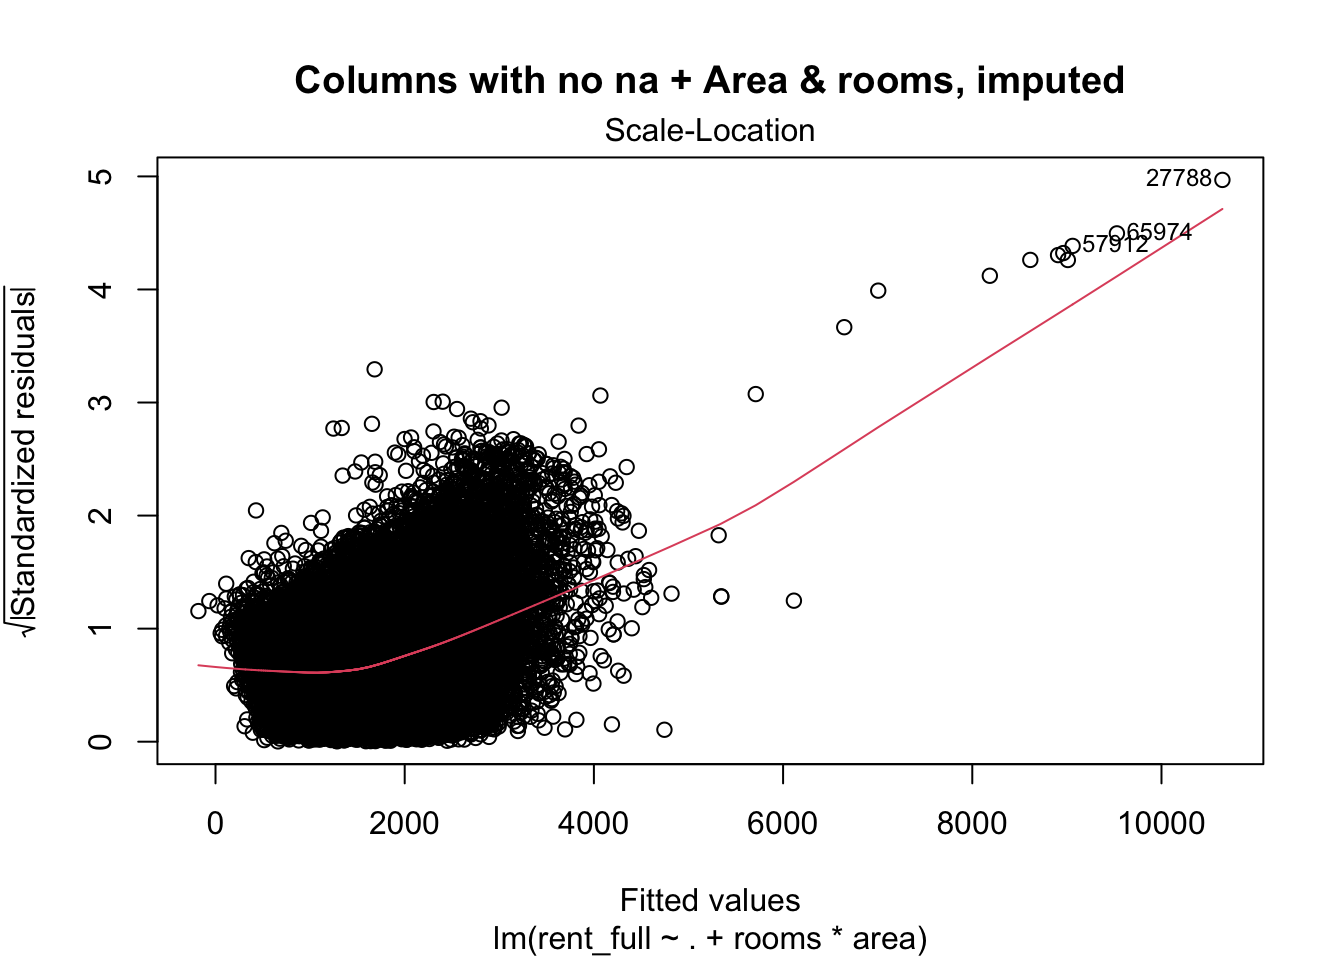 Columns with no na + Area & rooms, imputed
Scale-Location
√|Standardized residuals|
5
4
3
2
1
0
27788
65974
57912
0 2000 4000 6000 8000 10000
Fitted values
lm(rent_full ~ . + rooms * area)